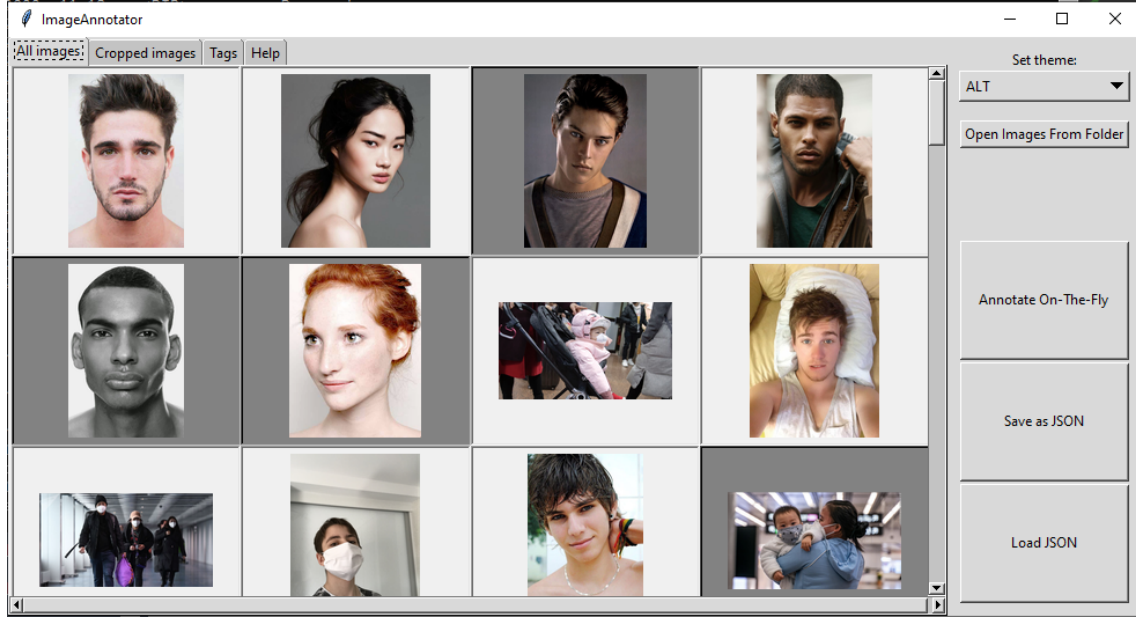 ImageAnnotator
All images
Cropped images
Tags
Help
Set theme:
ALT
Open Images From Folder
Annotate On-The-Fly
Save as JSON
Load JSON